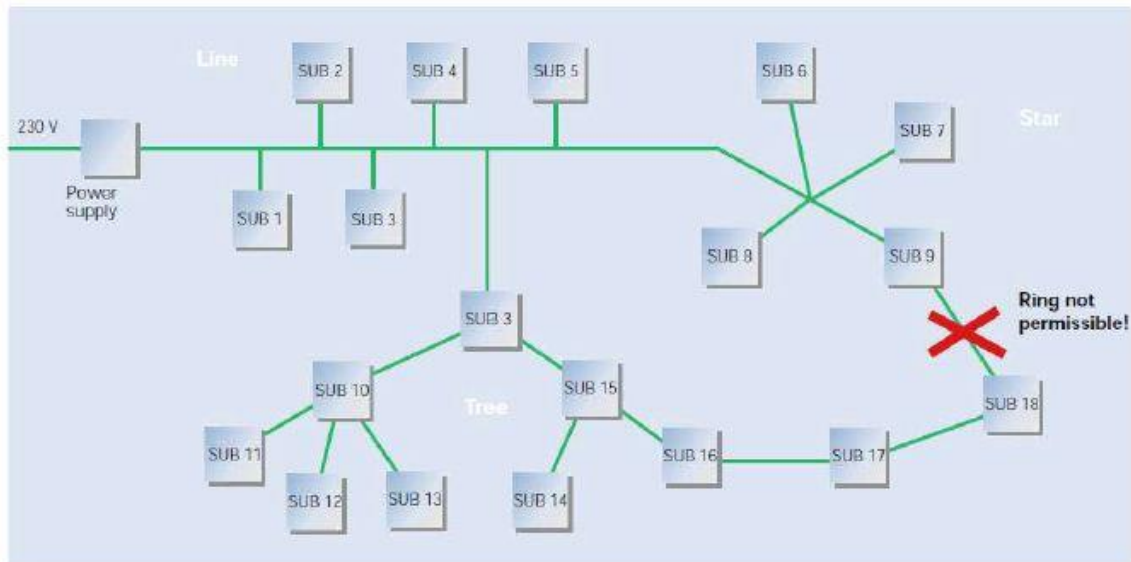 Line
SUB 2
SUB 4
SUB 5
SUB 6
SUB 7
Star
230 V
Power
supply
SUB 1
SUB 3
SUB 8
SUB 9
Ring not
permissible!
SUB 3
SUB 10
SUB 15
Tree
SUB 18
SUB 11
SUB 16
SUB 17
SUB 12
SUB 13
SUB 14